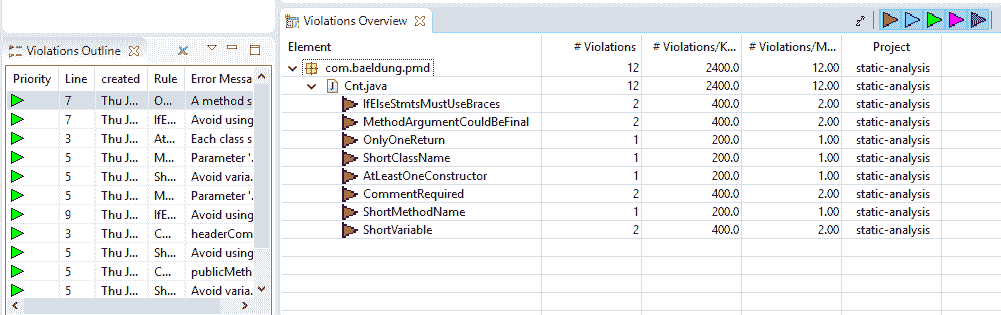 Violations Outline
Priority Line created Rule Error Messa
7 Thu J... O... A method s
7 Thu J... IfE... Avoid using
3 Thu J... At... Each class s
5 Thu J... M... Parameter '.
5 Thu J... Sh... Avoid varia.
5 Thu J... M... Parameter '.
9 Thu J... IfE... Avoid using
3 Thu J... C... headerCom
5 Thu J... Sh... Avoid using
5 Thu J... C... publicMeth
5 Thu J... Sh... Avoid varia.
Violations Overview
Element # Violations # Violations/K... # Violations/M... Project
com.baeldung.pmd 12 2400.0 12.00 static-analysis
Cnt.java 12 2400.0 12.00 static-analysis
IfElseStmtsMustUseBraces 2 400.0 2.00 static-analysis
MethodArgumentCouldBeFinal 2 400.0 2.00 static-analysis
OnlyOneReturn 1 200.0 1.00 static-analysis
ShortClassName 1 200.0 1.00 static-analysis
AtLeastOneConstructor 1 200.0 1.00 static-analysis
CommentRequired 2 400.0 2.00 static-analysis
ShortMethodName 1 200.0 1.00 static-analysis
ShortVariable 2 400.0 2.00 static-analysis